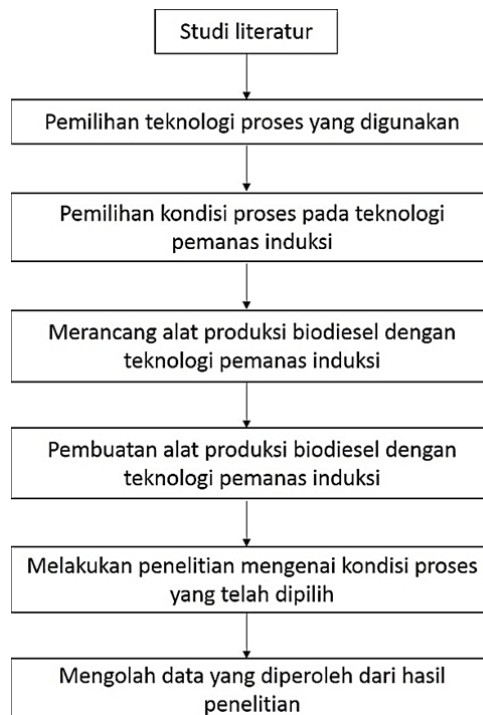 Studi literatur
Pemilihan teknologi proses yang digunakan
Pemilihan kondisi proses pada teknologi
pemanas induksi
Merancang alat produksi biodiesel dengan
teknologi pemanas induksi
Pembuatan alat produksi biodiesel dengan
teknologi pemanas induksi
Melakukan penelitian mengenai kondisi proses
yang telah dipilih
Mengolah data yang diperoleh dari hasil
penelitian